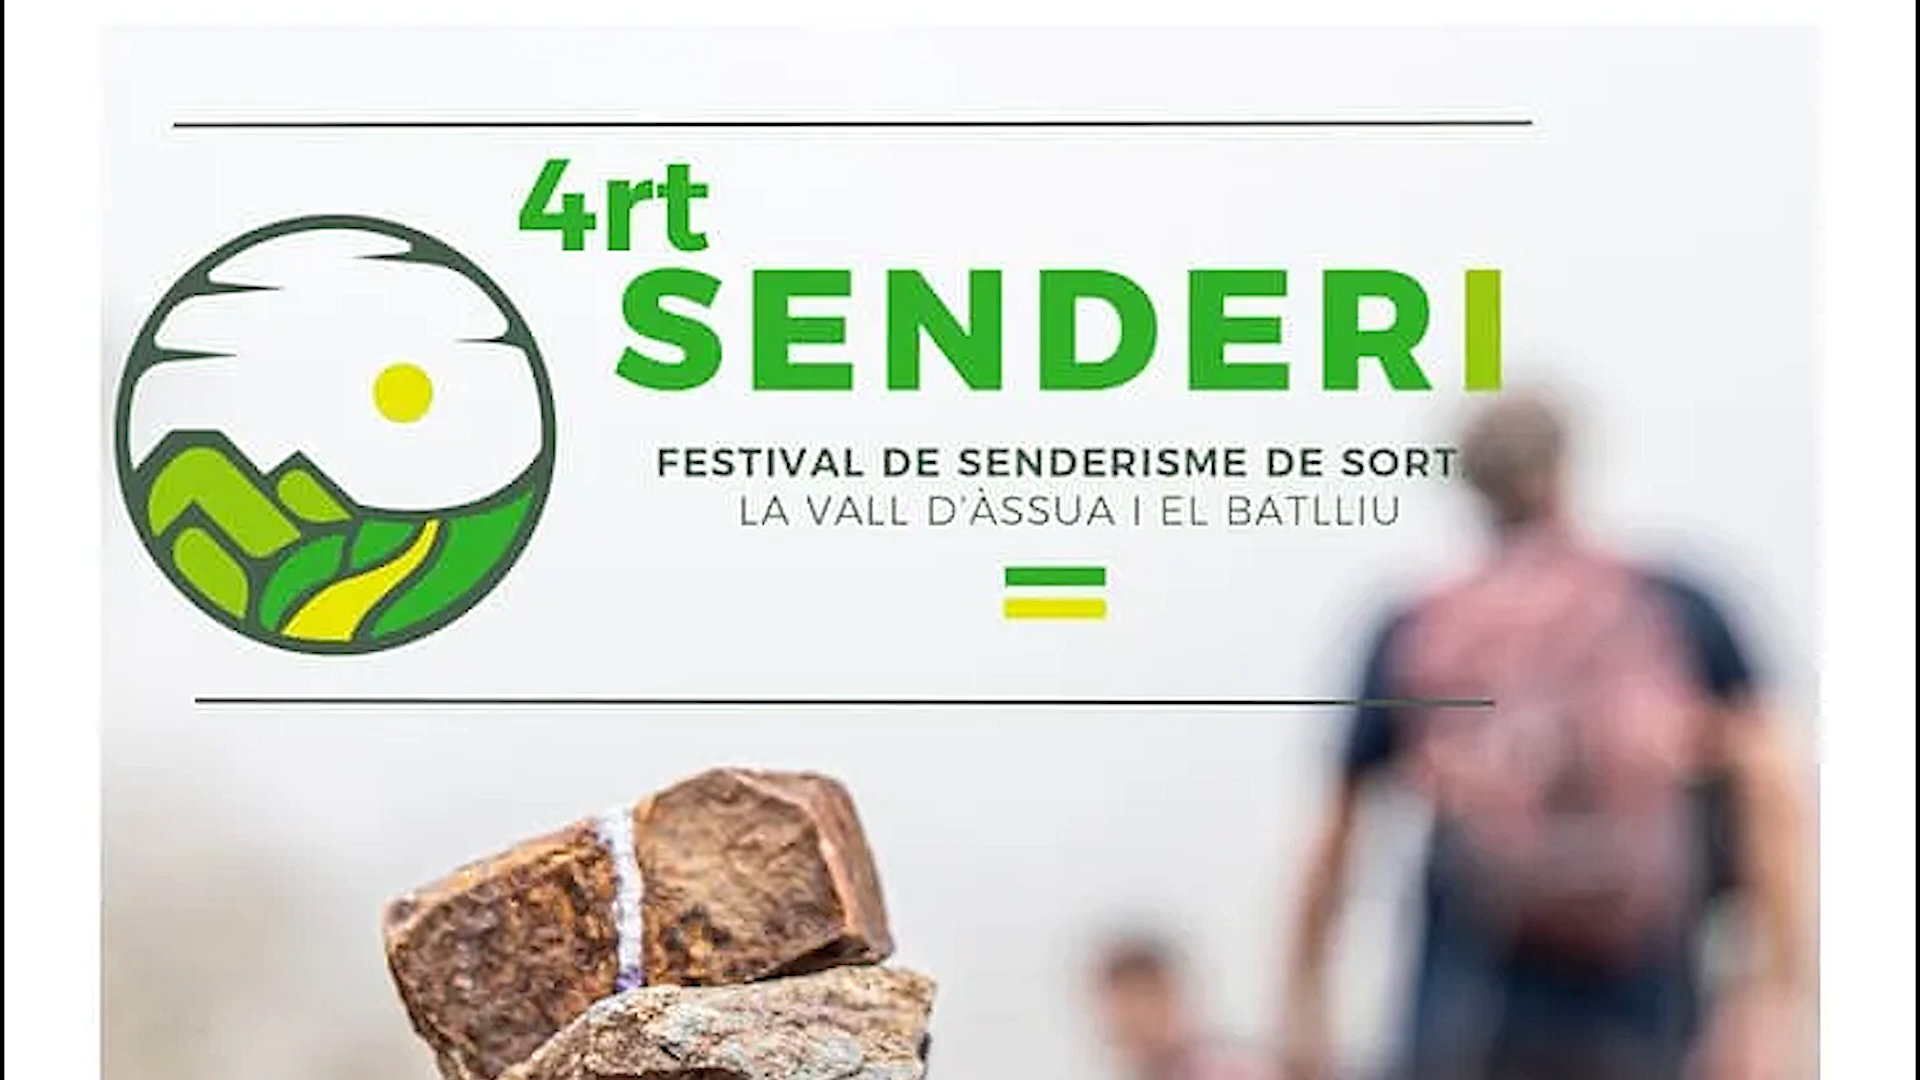 4rt
SENDERI
FESTIVAL DE SENDERISME DE SORT,
LA VALL D'ÀSSUA I EL BATLLIU